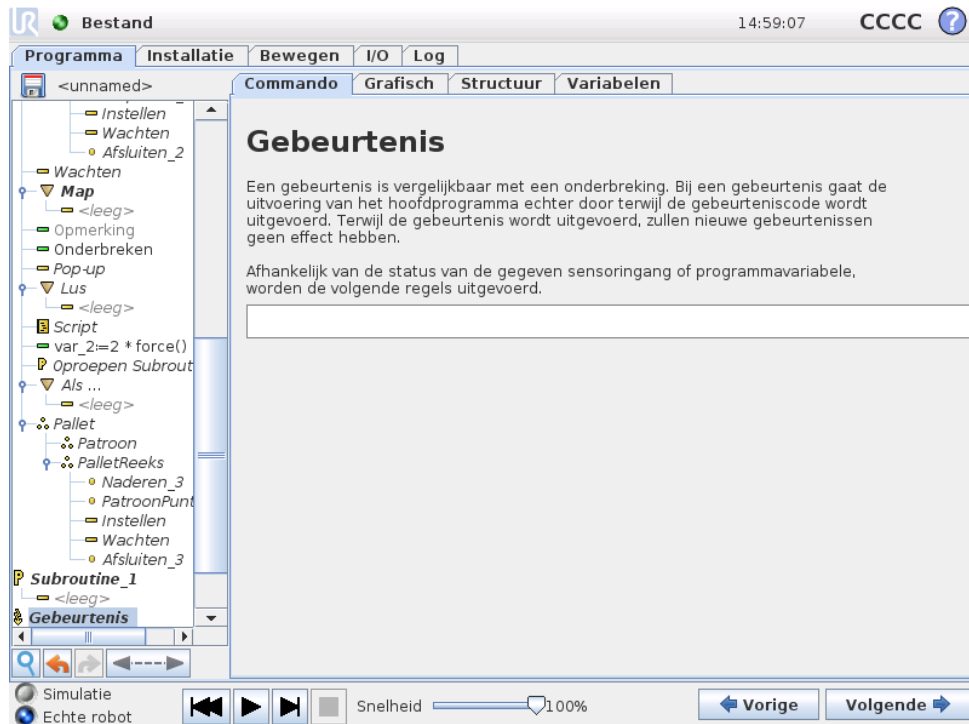 UR Bestand 14:59:07 CCCC ?
Programma Installatie Bewegen I/O Log
<unnamed>
Commando Grafisch Structuur Variabelen
Instellen
Wachten
Afsluiten_2
Wachten
Map
<leeg>
Opmerking
Onderbreken
Pop-up
Lus
<leeg>
Script
var_2:=2 * force()
Oproepen Subrout
Als ...
<leeg>
Pallet
Patroon
PalletReeks
Naderen_3
PatroonPunt
Instellen
Wachten
Afsluiten_3
P Subroutine_1
<leeg>
Gebeurtenis
Gebeurtenis
Een gebeurtenis is vergelijkbaar met een onderbreking. Bij een gebeurtenis gaat de
uitvoering van het hoofdprogramma echter door terwijl de gebeurteniscode wordt
uitgevoerd. Terwijl de gebeurtenis wordt uitgevoerd, zullen nieuwe gebeurtenissen
geen effect hebben.
Afhankelijk van de status van de gegeven sensoringang of programmavariabele,
worden de volgende regels uitgevoerd.
Simulatie
Echte robot
Snelheid 100%
Vorige Volgende